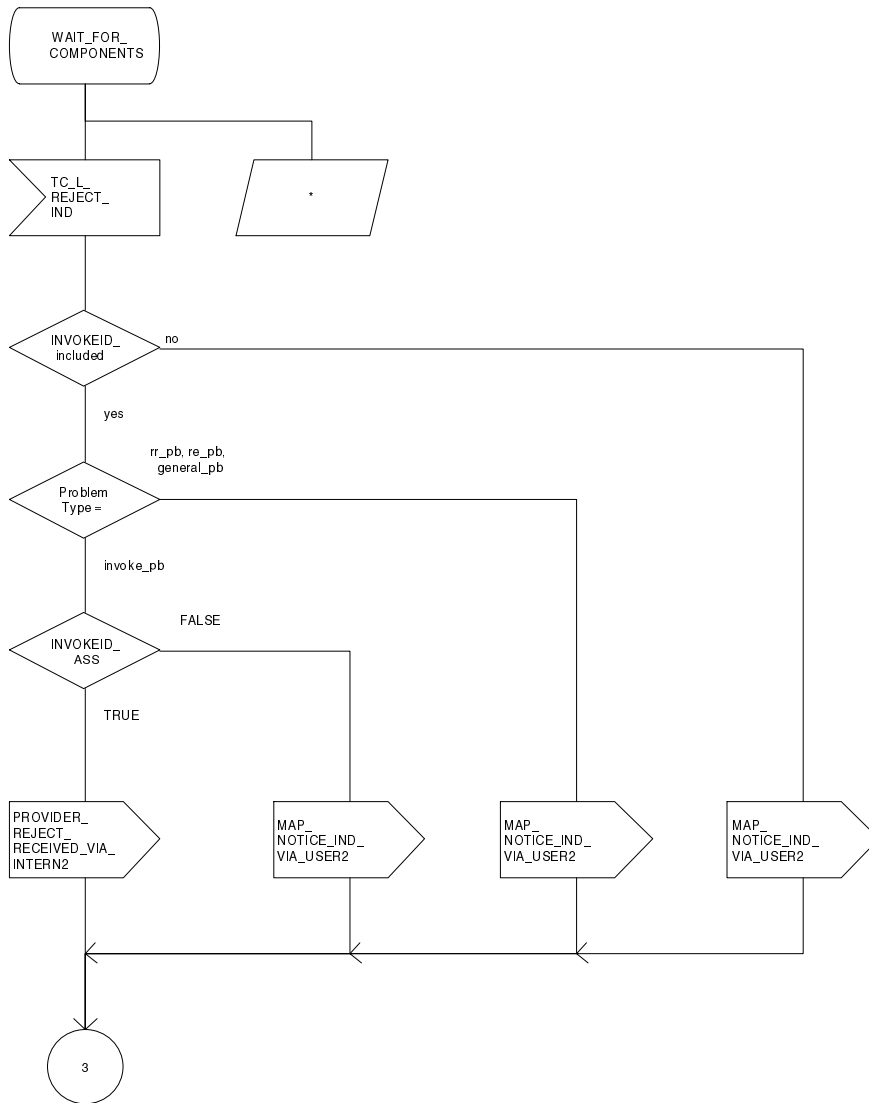 WAIT_FOR_
COMPONENTS
TC_L_
REJECT_
IND
*
INVOKEID_
included
no
yes
rr_pb, re_pb,
general_pb
Problem
Type =
invoke_pb
FALSE
INVOKEID_
ASS
TRUE
PROVIDER_
REJECT_
RECEIVED_VIA_
INTERN2
MAP_
NOTICE_IND_
VIA_USER2
MAP_
NOTICE_IND_
VIA_USER2
MAP_
NOTICE_IND_
VIA_USER2
3